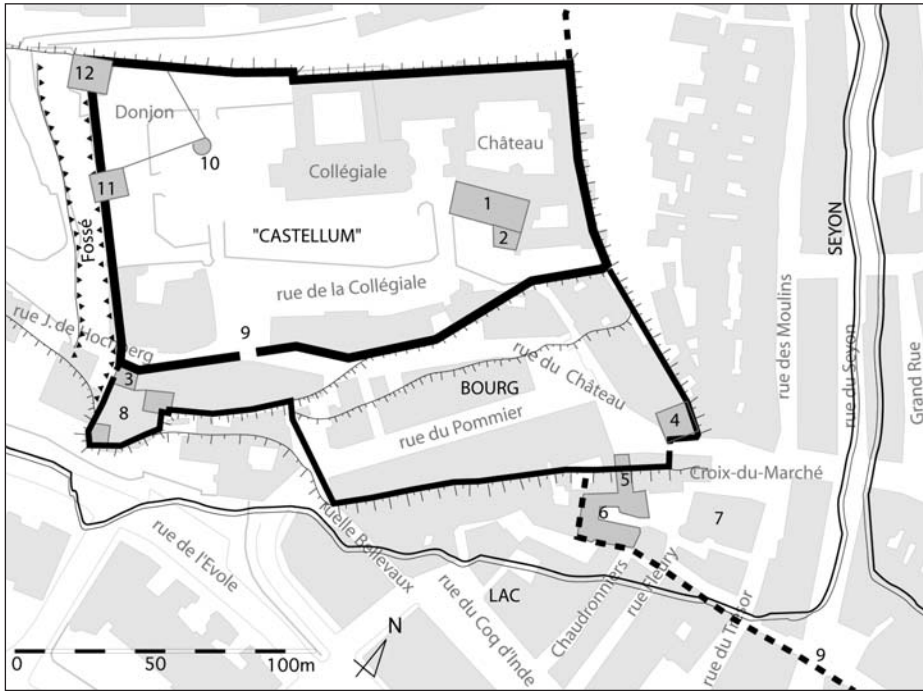 12
Donjon
10
11
Fossé
Collégiale
Château
1
2
"CASTELLUM"
SEYON
rue de la Collégiale
rue J. de Hochberg
9
3
8
BOURG
rue du Château
rue du Pommier
4
rue des Moulins
rue du Seyon
Grand Rue
5
Croix-du-Marché
6
7
rue de l'Evole
ruelle Bellevaux
LAC
rue du Coq d'Inde
Chaudronniers
rue Fleury
rue du Trésor
9
N
0 50 100m